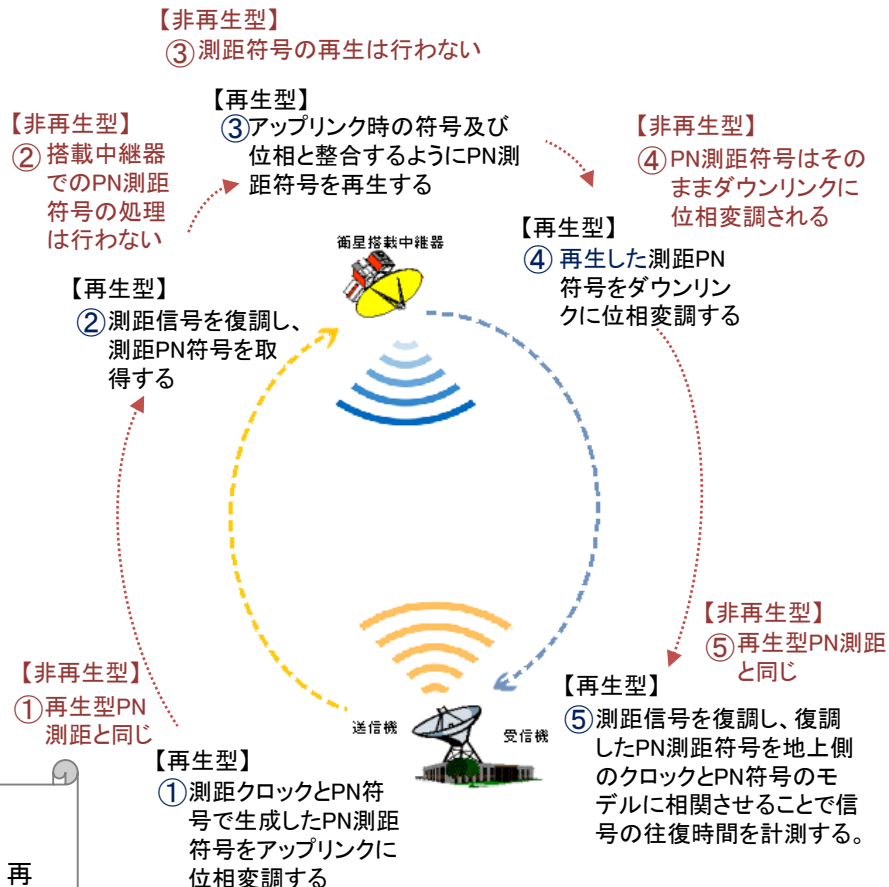 【非再生型】
③測距符号の再生は行わない
【再生型】
③アップリンク時の符号及び
位相と整合するようにPN測
距符号を再生する
【非再生型】
②搭載中継器
でのPN測距
符号の処理
は行わない
【非再生型】
④PN測距符号はその
ままダウンリンクに
位相変調される
【再生型】
④再生した測距PN
符号をダウンリン
クに位相変調する
衛星搭載中継器
【再生型】
②測距信号を復調し、
測距PN符号を取
得する
【非再生型】
⑤再生型PN測距
と同じ
【非再生型】
①再生型PN
測距と同じ
【再生型】
⑤測距信号を復調し、復調
したPN測距符号を地上側
のクロックとPN符号のモ
デルに相関させることで信
号の往復時間を計測する。
送信機
受信機
【再生型】
①測距クロックとPN符
号で生成したPN測距
符号をアップリンクに
位相変調する
再